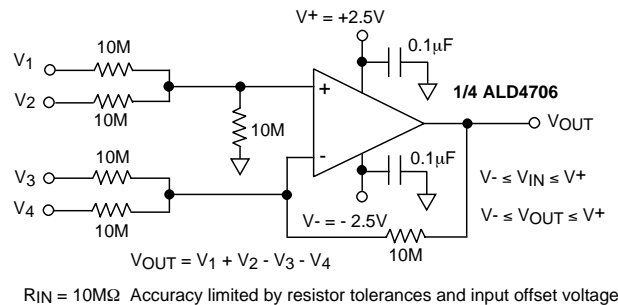 V+ = +2.5V
0.1µF
V1
10M
V2
10M
10M
+
-
1/4 ALD4706
VOUT
0.1µF
V3
10M
V4
10M
V- = - 2.5V
10M
V- ≤ VIN ≤ V+
V- ≤ VOUT ≤ V+
VOUT = V1 + V2 - V3 - V4
RIN = 10MΩ Accuracy limited by resistor tolerances and input offset voltage